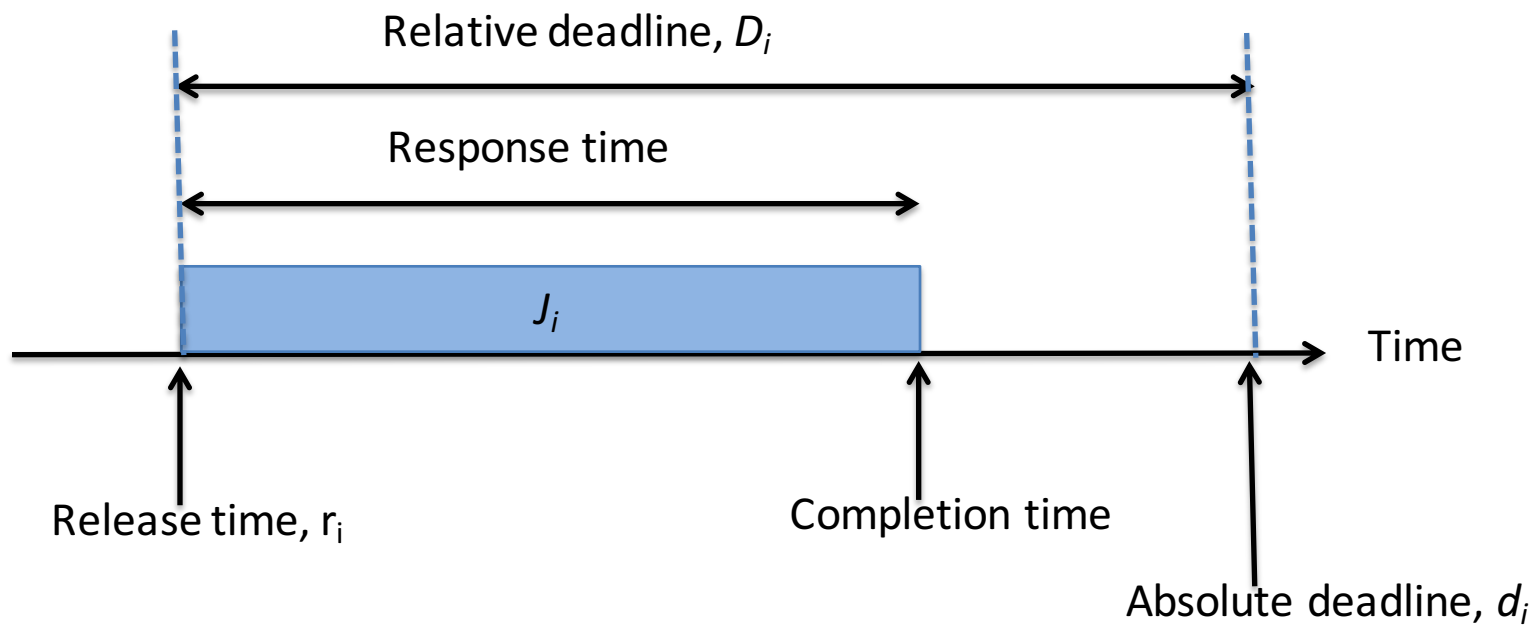 Relative deadline, Di
Response time
Ji
Time
Release time, ri
Completion time
Absolute deadline, di